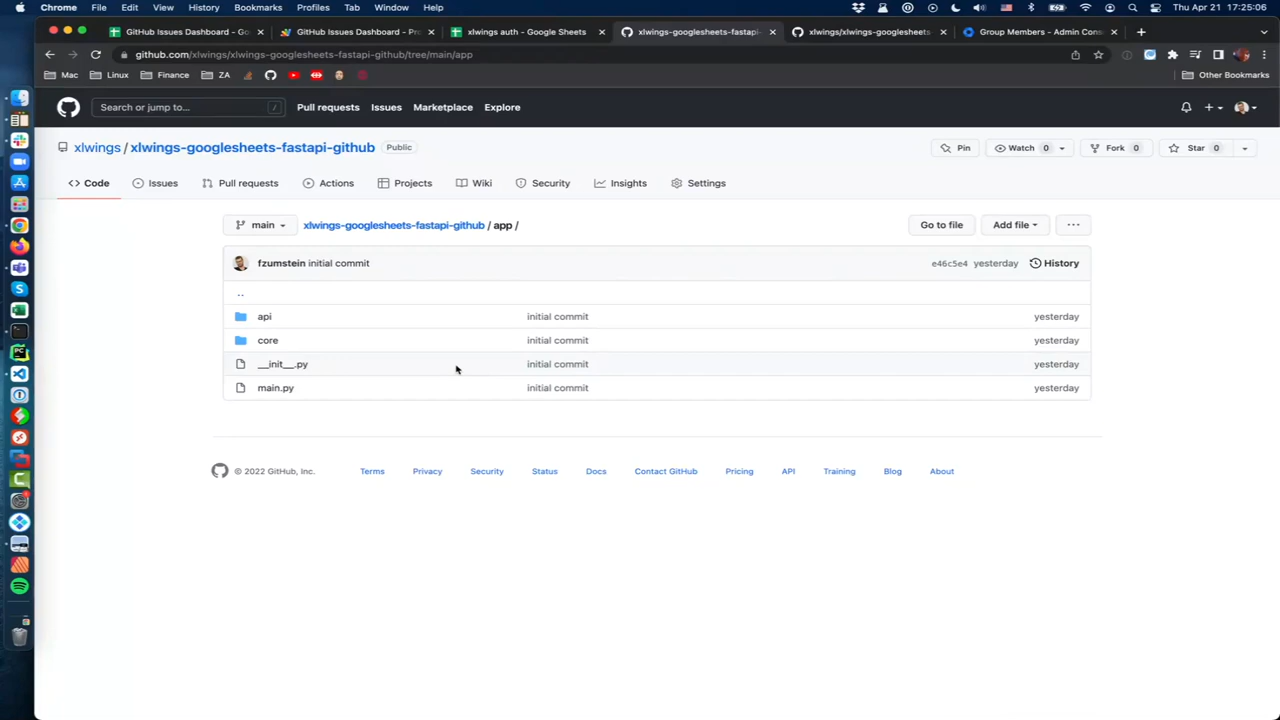 Chrome File Edit View History Bookmarks Profiles Tab Window Help Thu Apr 21 17:25:06
GitHub Issues Dashboard - Go GitHub Issues Dashboard - Pro xlwings auth - Google Sheets xlwings-googlesheets-fastapi- xlwings/xlwings-googlesheets Group Members - Admin Cons
github.com/xlwings/xlwings-googlesheets-fastapi-github/tree/main/app
Mac Linux Finance ZA Other Bookmarks
Search or jump to... / Pull requests Issues Marketplace Explore
xlwings / xlwings-googlesheets-fastapi-github Public Pin Watch 0 Fork 0 Star 0
Code Issues Pull requests Actions Projects Wiki Security Insights Settings
main xlwings-googlesheets-fastapi-github / app / Go to file Add file ...
fzumstein initial commit e46c5e4 yesterday History
..
api initial commit yesterday
core initial commit yesterday
__init__.py initial commit yesterday
main.py initial commit yesterday
© 2022 GitHub, Inc. Terms Privacy Security Status Docs Contact GitHub Pricing API Training Blog About